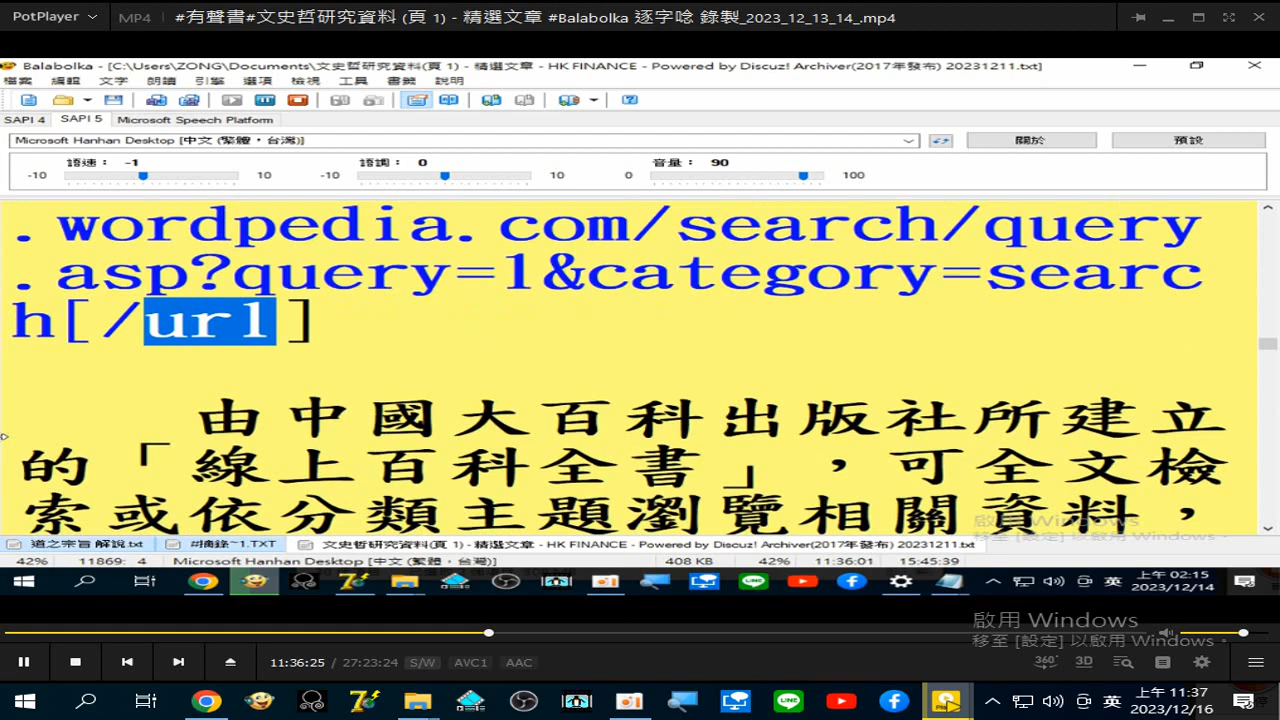 PotPlayer
MP4
#有聲書#文史哲研究資料 (頁 1) - 精選文章 #Balabolka 逐字唸 錄製_2023_12_13_14_.mp4
Balabolka - [C:\Users\ZONG\Documents\文史哲研究資料(頁 1) - 精選文章 - HK FINANCE - Powered by Discuz! Archiver(2017年發布) 20231211.txt]
檔案 編輯 文字 朗讀 引擎 選項 檢視 工具 書籤 說明
SAPI 4 SAPI 5 Microsoft Speech Platform
Microsoft Hanhan Desktop [中文 (繁體，台灣)]
關於 預設
語速： -1 語調： 0 音量： 90
-10 10 -10 10 0 100
.wordpedia.com/search/query
.asp?query=1&category=searc
h[/url]
由中國大百科出版社所建立
的「線上百科全書」，可全文檢
索或依分類主題瀏覽相關資料，
道之宗旨 解說.txt #摘錄~1.TXT 文史哲研究資料(頁 1) - 精選文章 - HK FINANCE - Powered by Discuz! Archiver(2017年發布) 20231211.txt
42% 11869: 4 Microsoft Hanhan Desktop [中文 (繁體，台灣)] 408 KB 42% 11:36:01 15:45:39
英 上午 02:15
2023/12/14
啟用 Windows
移至 [設定] 以啟用 Windows。
11:36:25 / 27:23:24 S/W AVC1 AAC
360° 3D
英 上午 11:37
2023/12/16